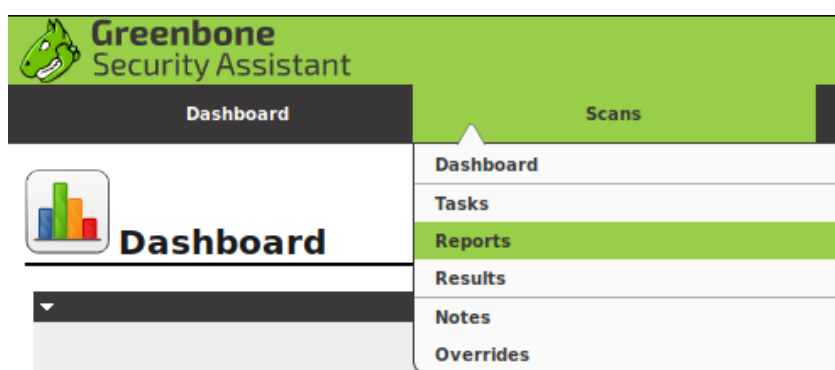 Greenbone
Security Assistant
Dashboard
Scans
Dashboard
Tasks
Reports
Results
Notes
Overrides
Dashboard